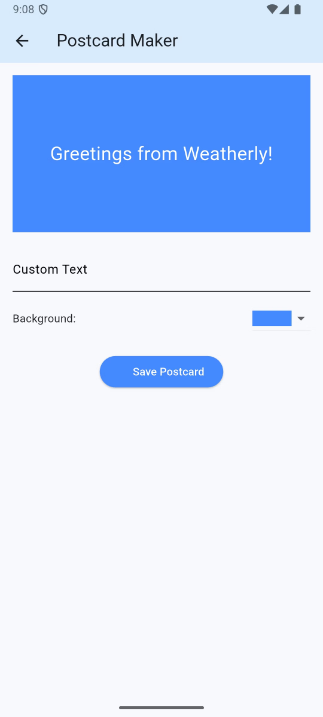 9:08
Postcard Maker
Greetings from Weatherly!
Custom Text
Background:
Save Postcard